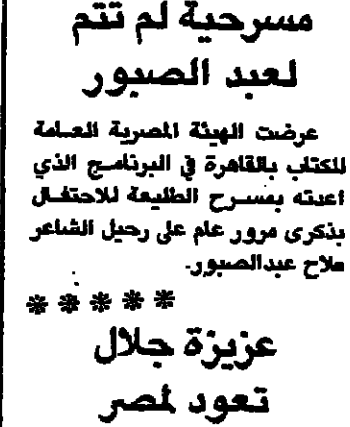 مسرحية لم تتم
لعبد الصبور
عرضت الهيئة المصرية العامة
للكتاب بالقاهرة في البرنامج الذي
اعدته بمسرح الطليعة للاحتفال
بذكرى مرور عام على رحيل الشاعر
صلاح عبدالصبور.
*****
عزيزة جلال
تعود لمصر